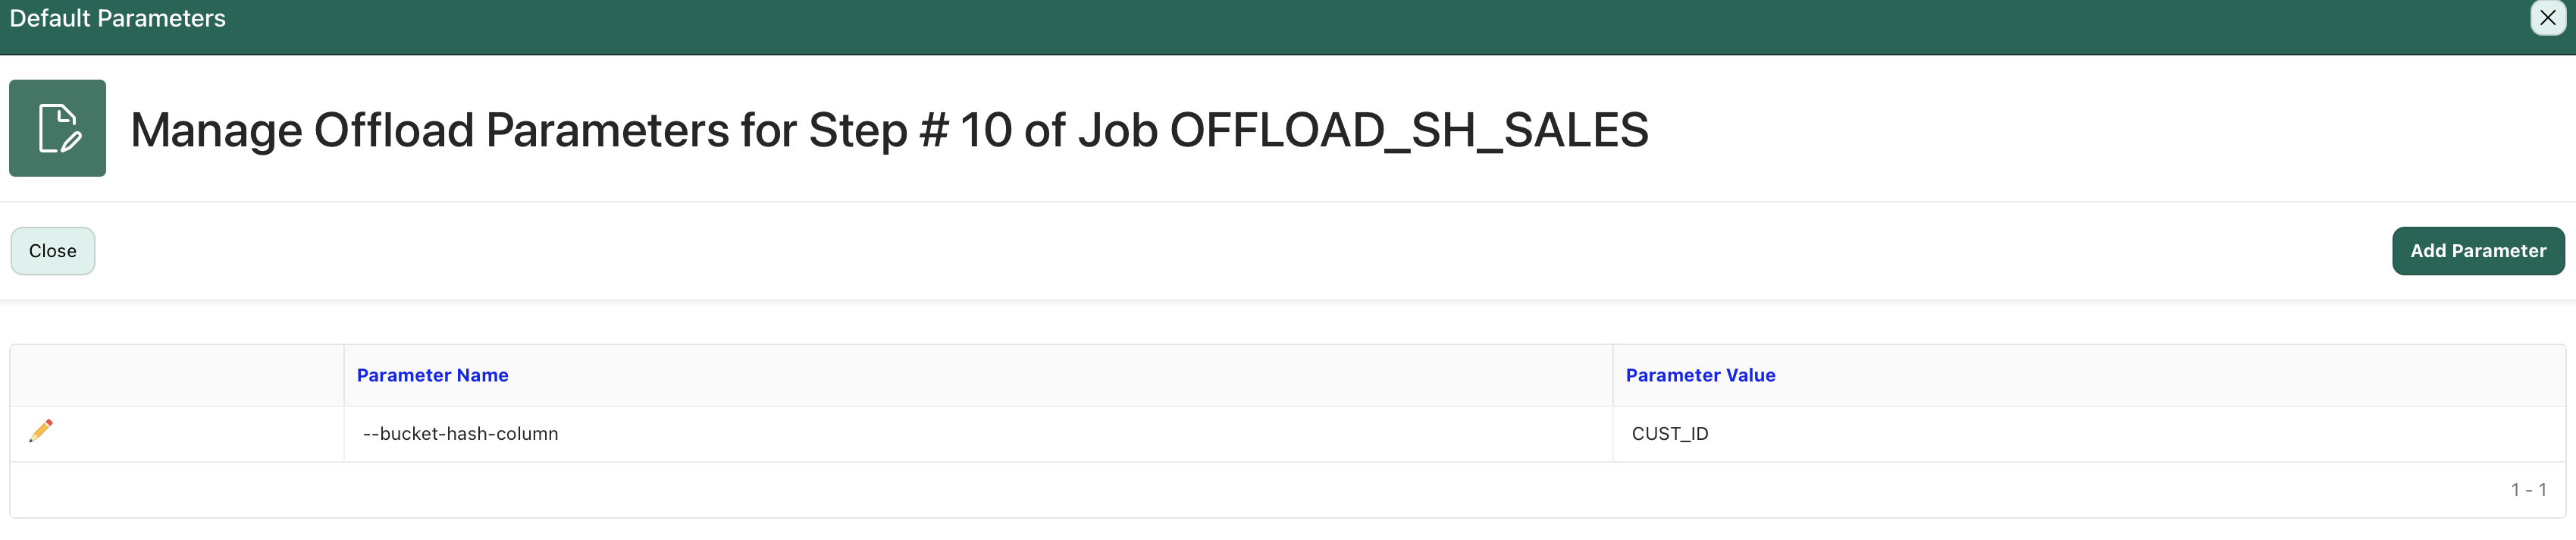 Default Parameters
Manage Offload Parameters for Step # 10 of Job OFFLOAD_SH_SALES
Close
Add Parameter
Parameter Name Parameter Value
--bucket-hash-column CUST_ID
1 - 1